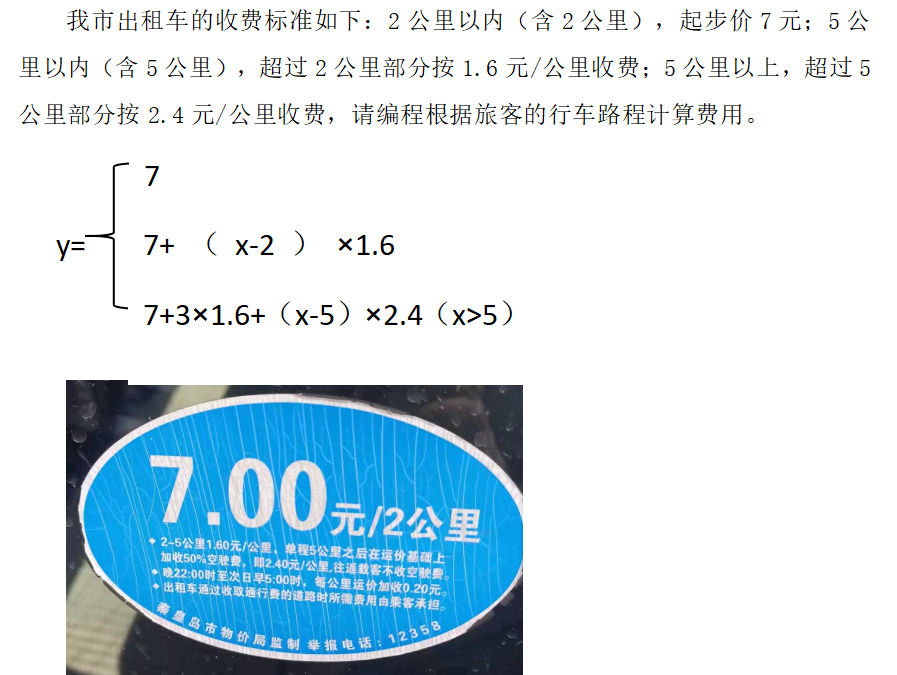 我市出租车的收费标准如下：2 公里以内（含 2 公里），起步价 7 元；5 公
里以内（含 5 公里），超过 2 公里部分按 1.6 元/公里收费；5 公里以上，超过 5
公里部分按 2.4 元/公里收费，请编程根据旅客的行车路程计算费用。
7
y= 7+ （ x-2 ） ×1.6
7+3×1.6+（x-5）×2.4（x>5）
7.00元/2公里
◆ 2-5公里1.60元/公里，单程5公里之后在运价基础上
加收50%空驶费，即2.40元/公里,往返载客不收空驶费。
◆ 晚22:00时至次日早5:00时，每公里运价加收0.20元。
◆ 出租车通过收取通行费的道路时所需费用由乘客承担。
秦皇岛市物价局监制 举报电话：12358